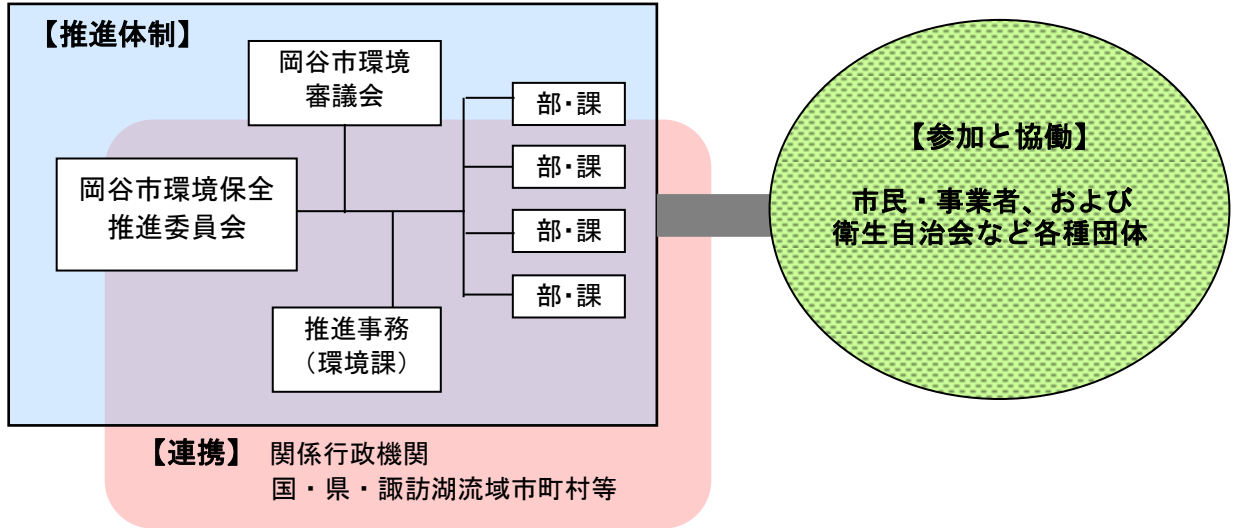 【推進体制】
岡谷市環境
審議会
岡谷市環境保全
推進委員会
推進事務
（環境課）
部・課
部・課
部・課
部・課
【連携】 関係行政機関
国・県・諏訪湖流域市町村等
【参加と協働】
市民・事業者、および
衛生自治会など各種団体